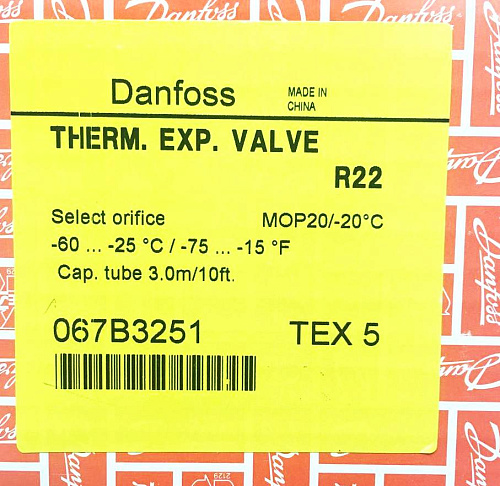 Danfoss
MADE IN
CHINA
THERM. EXP. VALVE
R22
Select orifice MOP20/-20°C
-60 ... -25 °C / -75 ... -15 °F
Cap. tube 3.0m/10ft.
067B3251 TEX 5